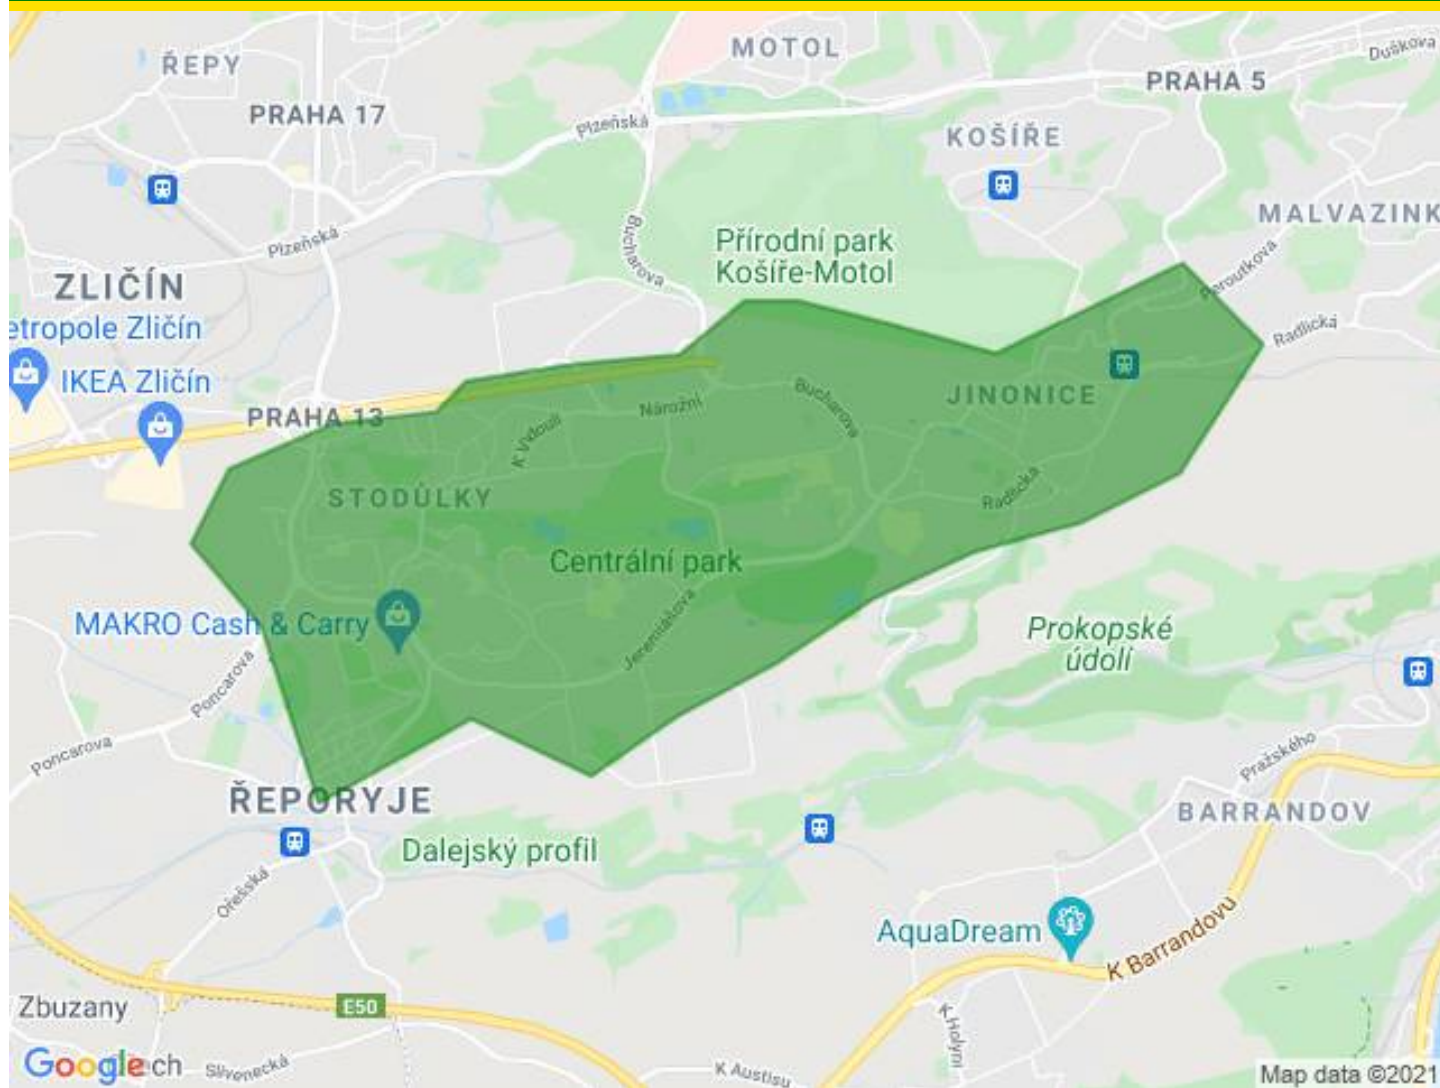 MOTOL
Duškova
ŘEPY
PRAHA 5
PRAHA 17
Plzeňská
KOŠÍŘE
MALVAZINK
Plzeňská
Bucharova
Přírodní park
Košíře-Motol
Peroutkova
ZLIČÍN
etropole Zličín
Radlická
IKEA Zličín
JINONICE
PRAHA 13
Nárožní
Bucharova
K Vidouli
STODŮLKY
Radlická
Centrální park
MAKRO Cash & Carry
Jeremiášova
Prokopské
údolí
Poncarova
Poncarova
Pražského
ŘEPORYJE
BARRANDOV
Dalejský profil
Ořešská
AquaDream
K Barrandovu
Zbuzany
E50
K Holyni
Google
ch
Slivenecká
K Austisu
Map data ©2021